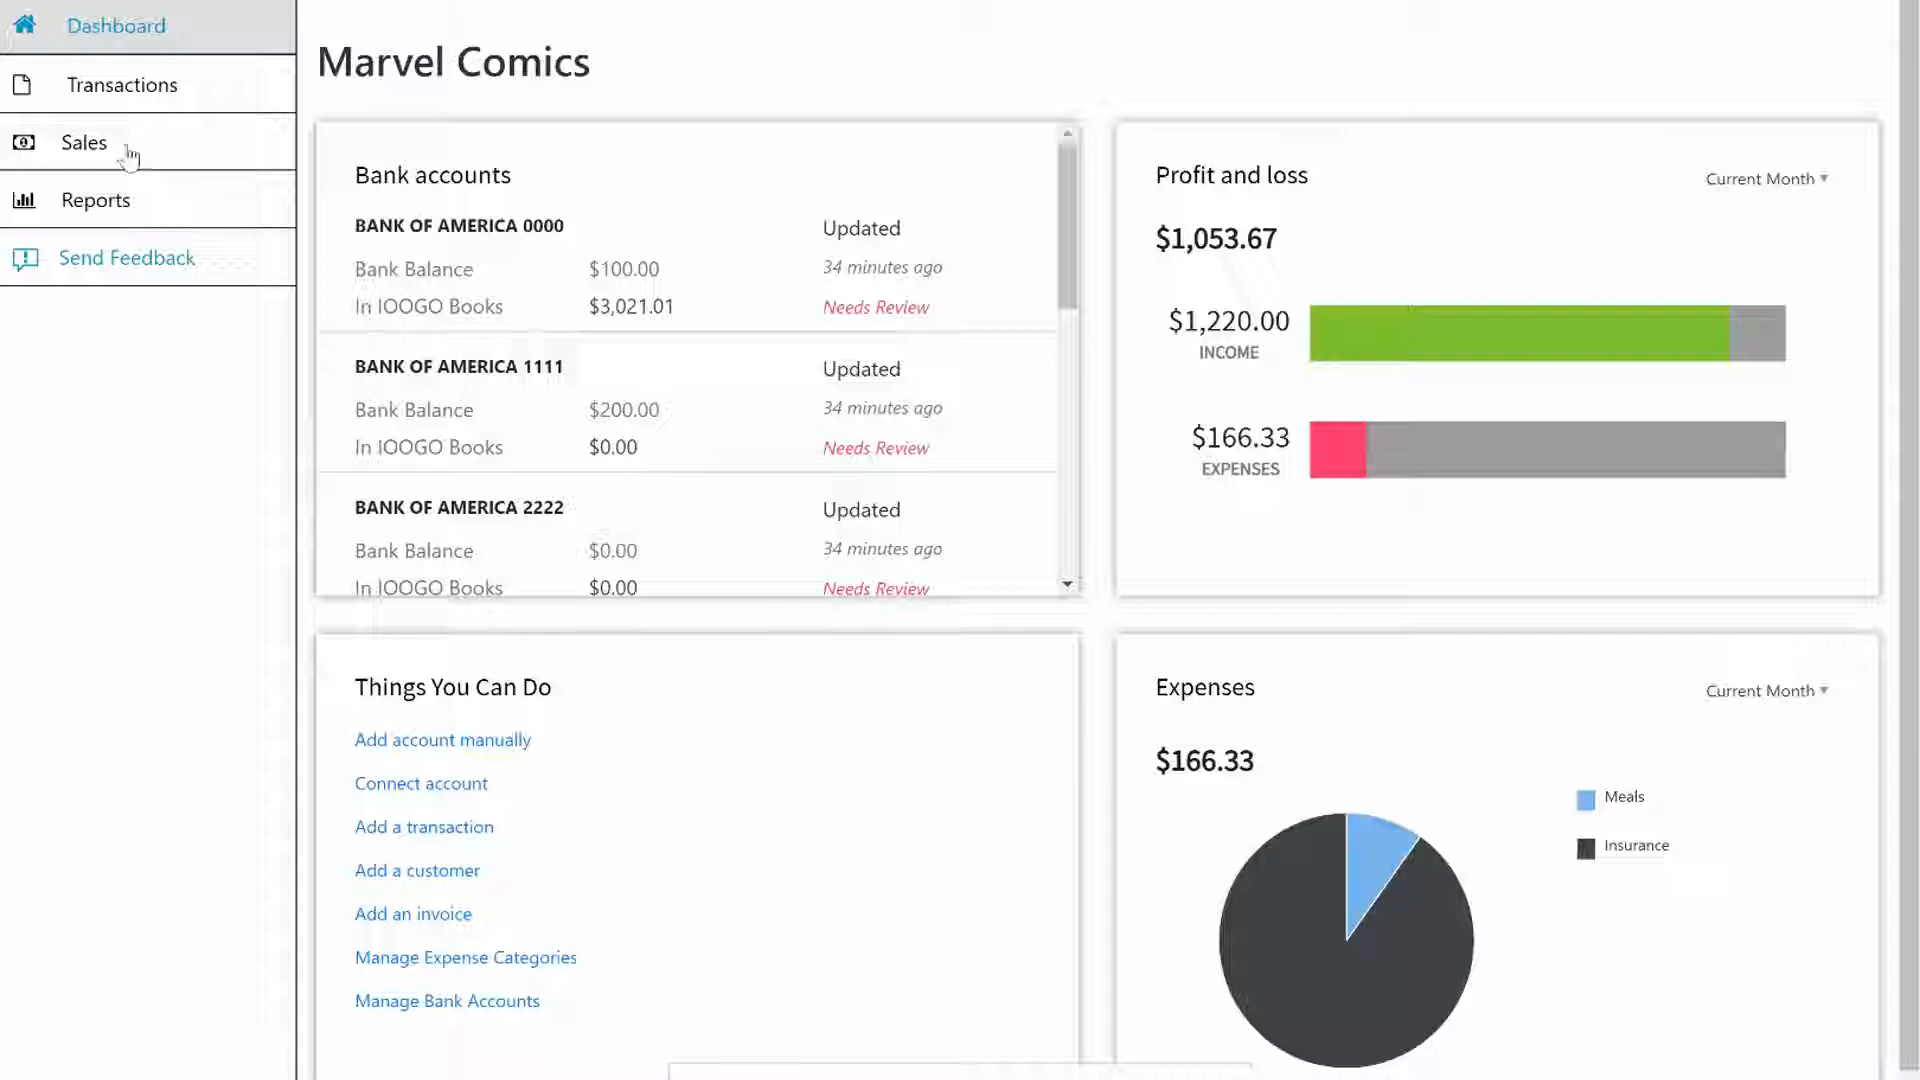 Dashboard
Transactions
Sales
Reports
Send Feedback
Marvel Comics
Bank accounts
BANK OF AMERICA 0000
Updated
Bank Balance
$100.00
34 minutes ago
In IOOGO Books
$3,021.01
Needs Review
BANK OF AMERICA 1111
Updated
Bank Balance
$200.00
34 minutes ago
In IOOGO Books
$0.00
Needs Review
BANK OF AMERICA 2222
Updated
Bank Balance
$0.00
34 minutes ago
In IOOGO Books
$0.00
Needs Review
Profit and loss
Current Month
$1,053.67
$1,220.00
INCOME
$166.33
EXPENSES
Things You Can Do
Add account manually
Connect account
Add a transaction
Add a customer
Add an invoice
Manage Expense Categories
Manage Bank Accounts
Expenses
Current Month
$166.33
Meals
Insurance